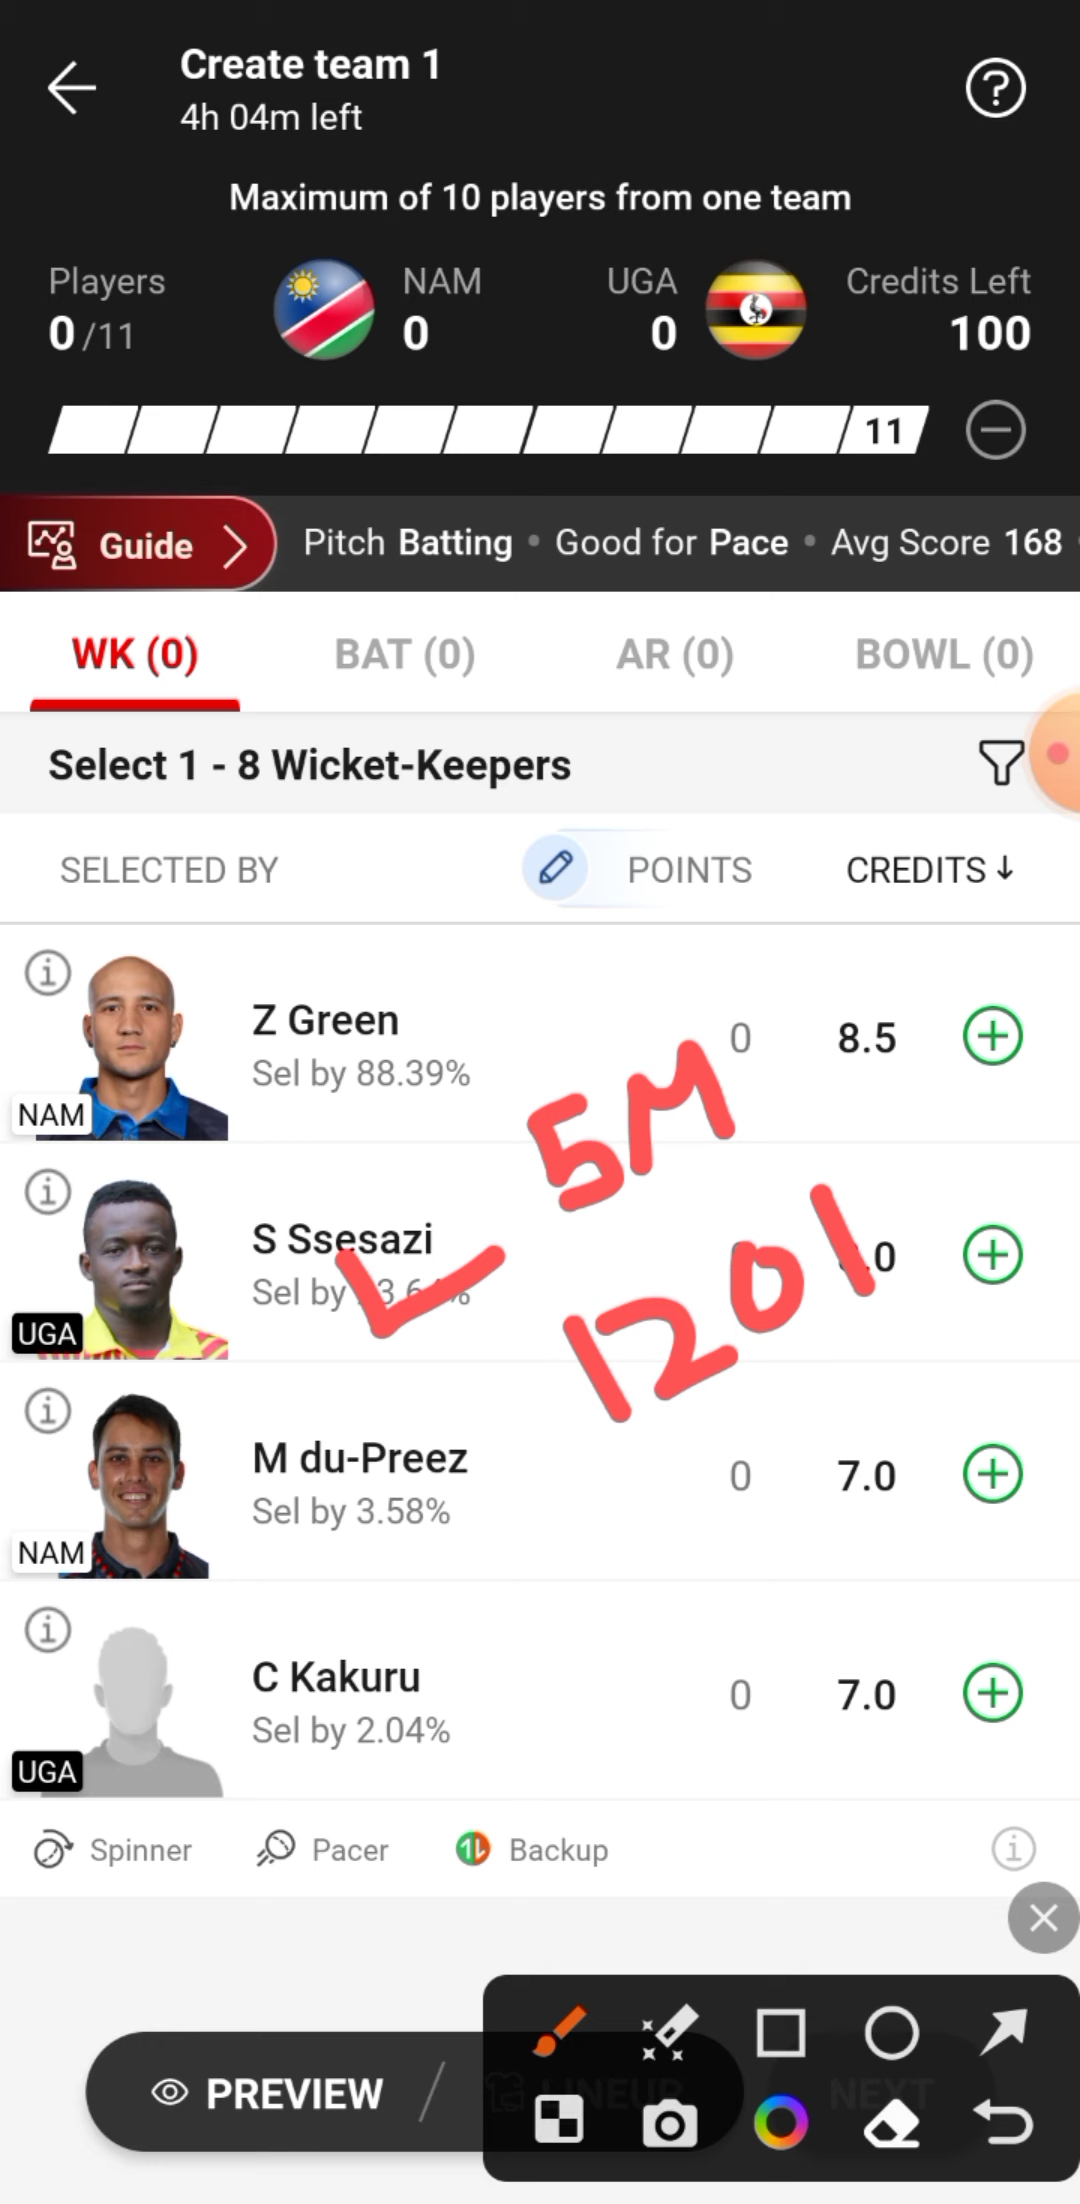 Create team 1
4h 04m left
Maximum of 10 players from one team
Players NAM UGA Credits Left
0/11 0 0 100
11
Guide Pitch Batting • Good for Pace • Avg Score 168
WK (0) BAT (0) AR (0) BOWL (0)
Select 1 - 8 Wicket-Keepers
SELECTED BY POINTS CREDITS ↓
Z Green
0 8.5
Sel by 88.39%
NAM
5M
S Ssesazi
Sel by
UGA
1201
M du-Preez
0 7.0
Sel by 3.58%
NAM
C Kakuru
0 7.0
Sel by 2.04%
UGA
Spinner Pacer Backup
PREVIEW LINEUP NEXT